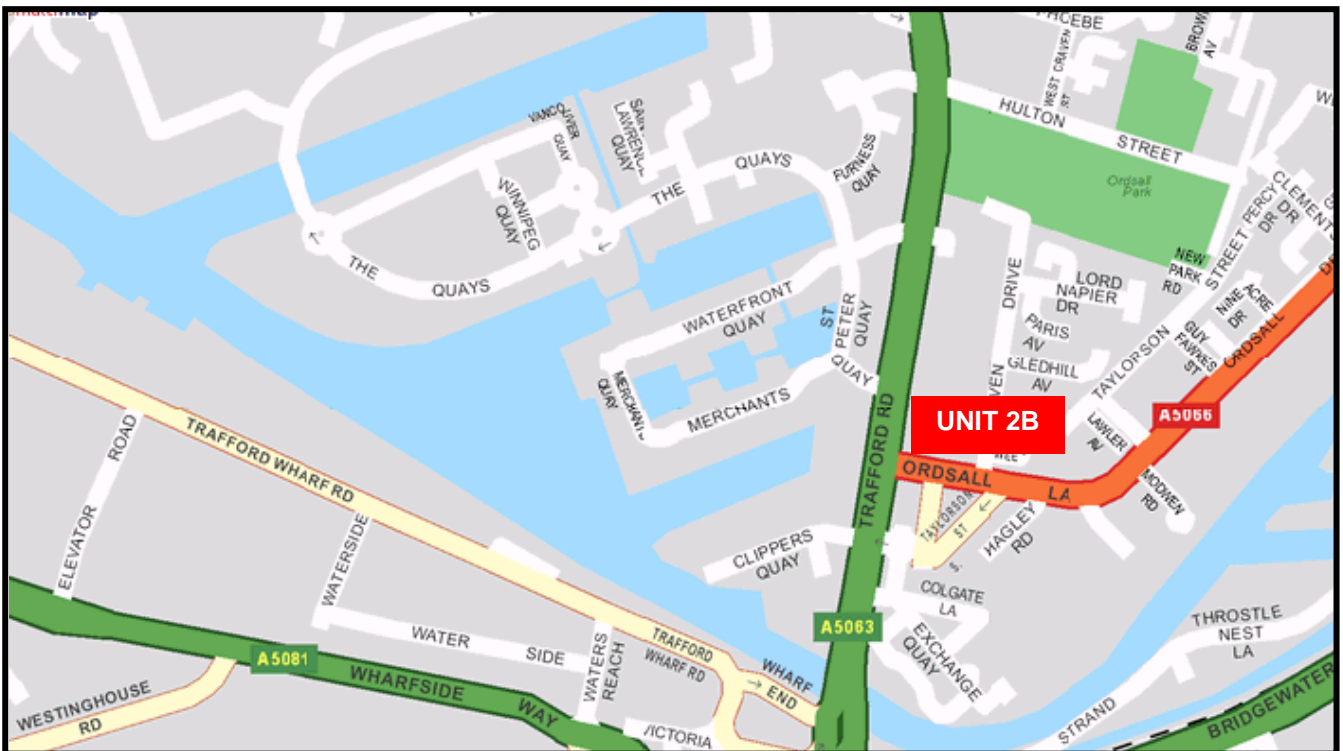 map
PHOEBE
WEST CRAVEN
ST
BROW
AV
HULTON
STREET
Ordsall
Park
VANCOUVER
QUAY
LAWRENCE
QUAY
WINNIPEG
QUAY
THE
QUAYS
FURNESS
QUAY
THE
QUAYS
CLEMENT
DR
PERCY
DR
STREET
NEW
PARK
RD
NINE ACRE
DR
GUY
FAWKES
ST
ORDSALL
DRIVE
LORD
NAPIER
DR
PARIS
AV
GLEDHILL
AV
TAYLORSON
LAWLER
AV
A5066
MODWEN
RD
WATERFRONT
QUAY
ST
PETER
QUAY
QUAY
MERCHANTS
QUAY
MERCHANTS
TRAFFORD RD
UNIT 2B
ORDSALL
LA
TAYLORSON
ST
HAGLEY
RD
CLIPPERS
QUAY
COLGATE
LA
EXCHANGE
QUAY
A5063
THROSTLE
NEST
LA
STRAND
BRIDGEWATER
TRAFFORD WHARF RD
ELEVATOR
ROAD
WATERSIDE
WATER
SIDE
WATERS
REACH
TRAFFORD
WHARF RD
WHARF
END
A5081
WHARFSIDE
WAY
WESTINGHOUSE
RD